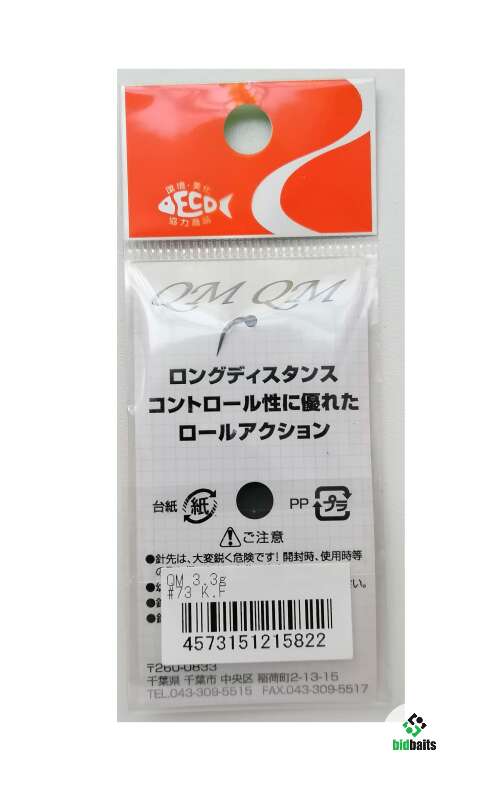 環境・美化
ECO
協力商品
QM QM
ロングディスタンス
コントロール性に優れた
ロールアクション
台紙 紙 PP プラ
ご注意
●針先は、大変鋭く危険です!開封時、使用時等
QM 3.3g
#73 K.F
い。
4573151215822
〒260-0833
千葉県 千葉市 中央区 稲荷町2-13-15
TEL.043-309-5515 FAX.043-309-5517
bidbaits